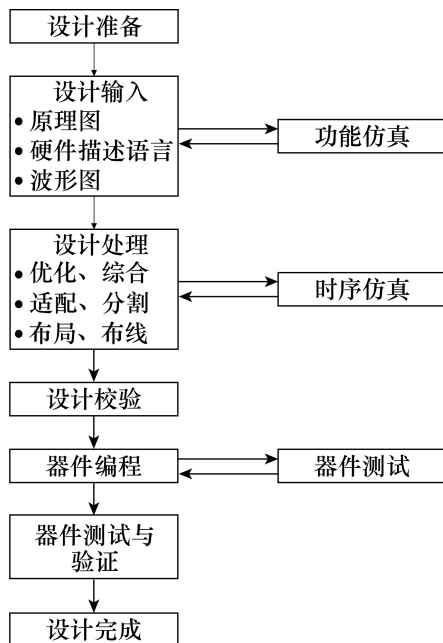 设计准备
设计输入
• 原理图
• 硬件描述语言
• 波形图
功能仿真
设计处理
• 优化、综合
• 适配、分割
• 布局、布线
时序仿真
设计校验
器件编程
器件测试
器件测试与
验证
设计完成